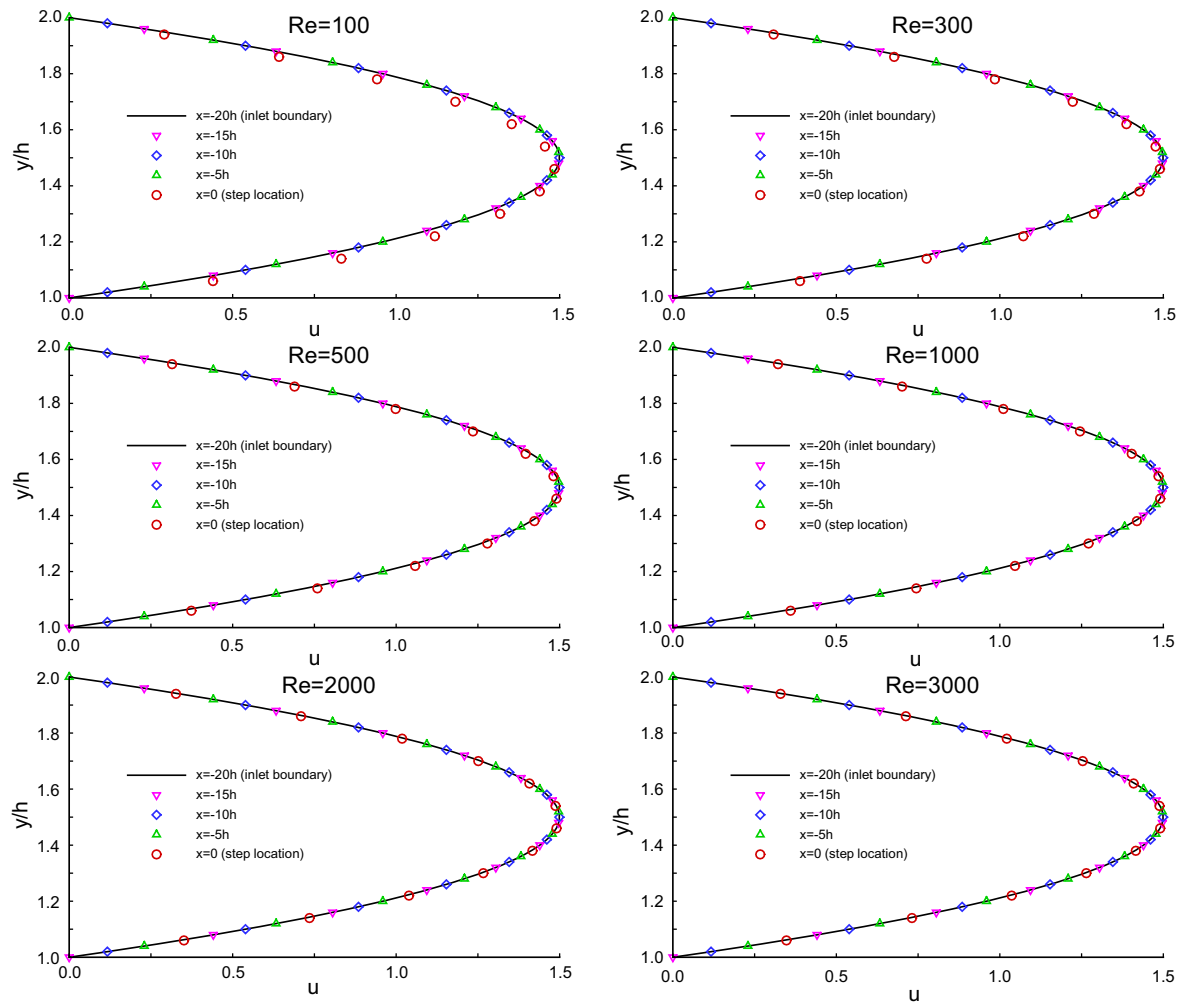 Re=100
2.0
1.8
1.6
1.4
1.2
1.0
y/h
x=-20h (inlet boundary)
x=-15h
x=-10h
x=-5h
x=0 (step location)
0.0 0.5 1.0 1.5
u
Re=300
2.0
1.8
1.6
1.4
1.2
1.0
y/h
x=-20h (inlet boundary)
x=-15h
x=-10h
x=-5h
x=0 (step location)
0.0 0.5 1.0 1.5
u
Re=500
2.0
1.8
1.6
1.4
1.2
1.0
y/h
x=-20h (inlet boundary)
x=-15h
x=-10h
x=-5h
x=0 (step location)
0.0 0.5 1.0 1.5
u
Re=1000
2.0
1.8
1.6
1.4
1.2
1.0
y/h
x=-20h (inlet boundary)
x=-15h
x=-10h
x=-5h
x=0 (step location)
0.0 0.5 1.0 1.5
u
Re=2000
2.0
1.8
1.6
1.4
1.2
1.0
y/h
x=-20h (inlet boundary)
x=-15h
x=-10h
x=-5h
x=0 (step location)
0.0 0.5 1.0 1.5
u
Re=3000
2.0
1.8
1.6
1.4
1.2
1.0
y/h
x=-20h (inlet boundary)
x=-15h
x=-10h
x=-5h
x=0 (step location)
0.0 0.5 1.0 1.5
u